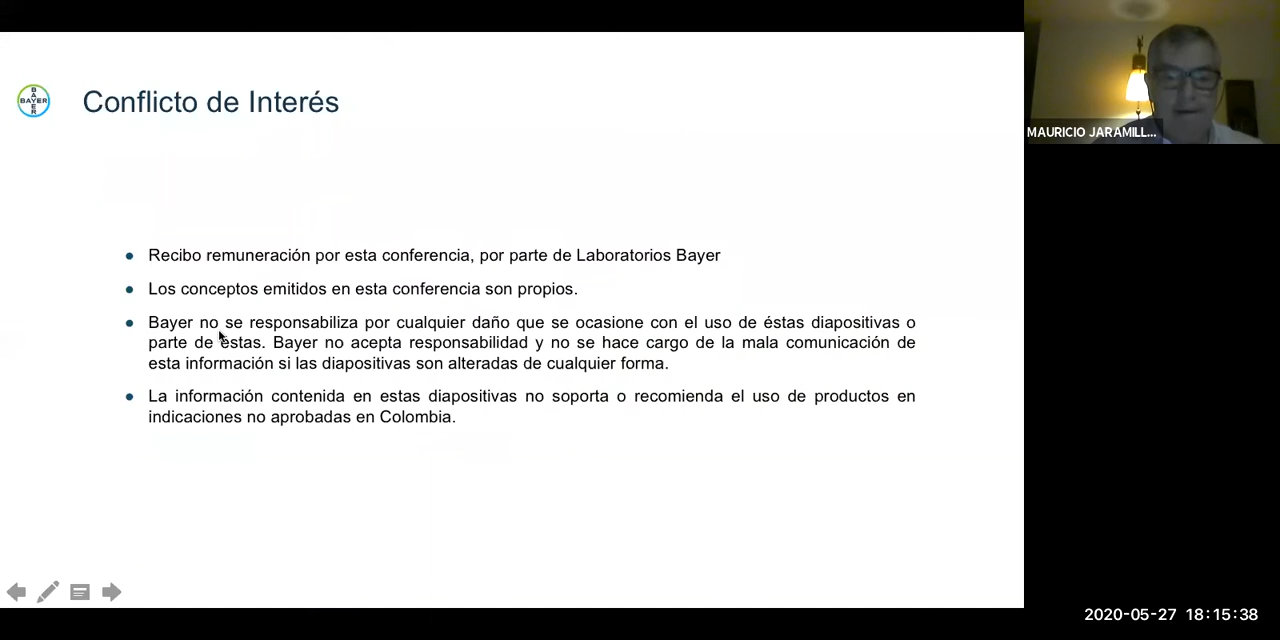 BAYER
BAYER
Conflicto de Interés
MAURICIO JARAMILL...
Recibo remuneración por esta conferencia, por parte de Laboratorios Bayer
Los conceptos emitidos en esta conferencia son propios.
Bayer no se responsabiliza por cualquier daño que se ocasione con el uso de éstas diapositivas o
parte de éstas. Bayer no acepta responsabilidad y no se hace cargo de la mala comunicación de
esta información si las diapositivas son alteradas de cualquier forma.
La información contenida en estas diapositivas no soporta o recomienda el uso de productos en
indicaciones no aprobadas en Colombia.
2020-05-27 18:15:38